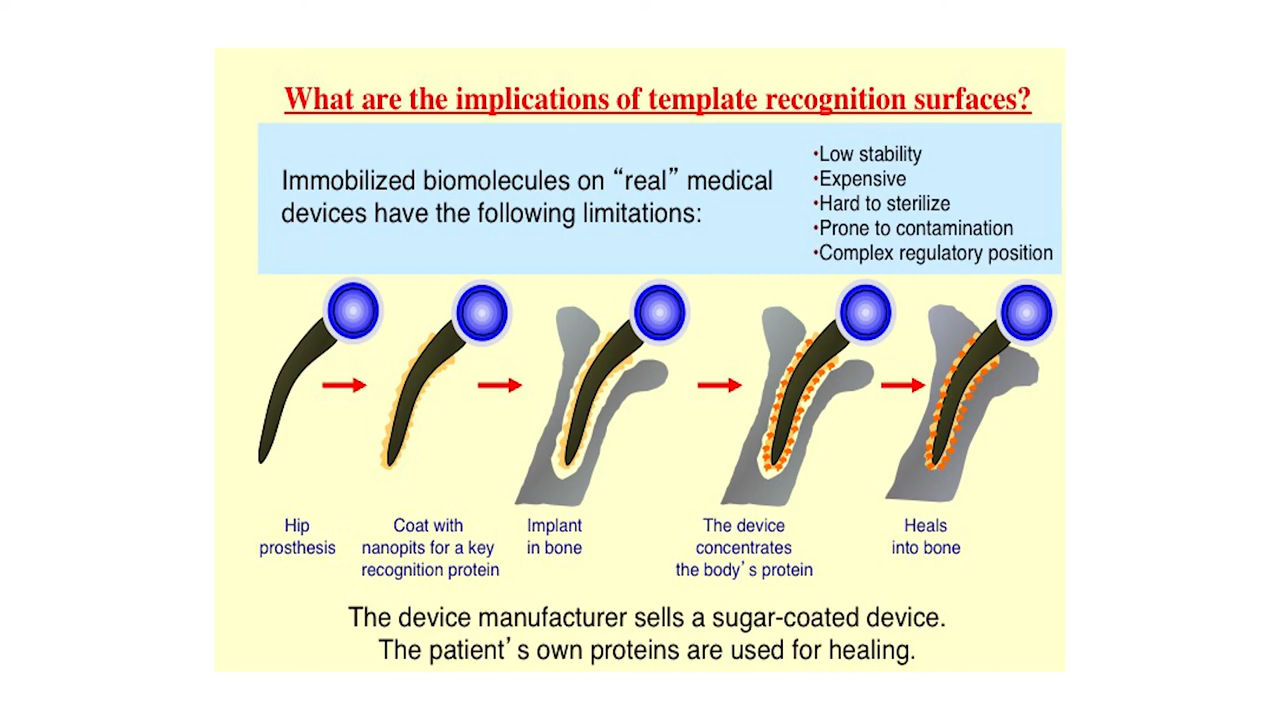 What are the implications of template recognition surfaces?
Immobilized biomolecules on “real” medical
devices have the following limitations:
•Low stability
•Expensive
•Hard to sterilize
•Prone to contamination
•Complex regulatory position
Hip
prosthesis
Coat with
nanopits for a key
recognition protein
Implant
in bone
The device
concentrates
the body’s protein
Heals
into bone
The device manufacturer sells a sugar-coated device.
The patient’s own proteins are used for healing.